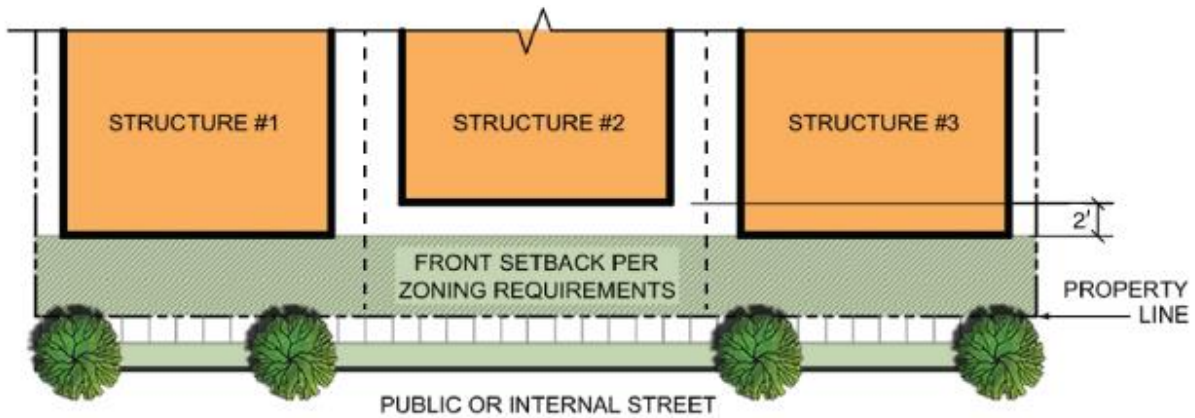 STRUCTURE #1
STRUCTURE #2
STRUCTURE #3
2'
FRONT SETBACK PER
ZONING REQUIREMENTS
PROPERTY
LINE
PUBLIC OR INTERNAL STREET